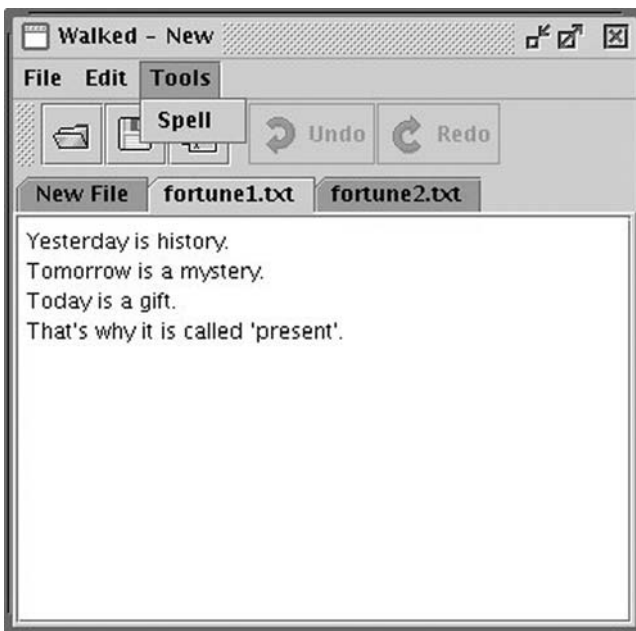 Walked - New
File Edit Tools
Spell
Undo Redo
New File fortune1.txt fortune2.txt
Yesterday is history.
Tomorrow is a mystery.
Today is a gift.
That's why it is called 'present'.